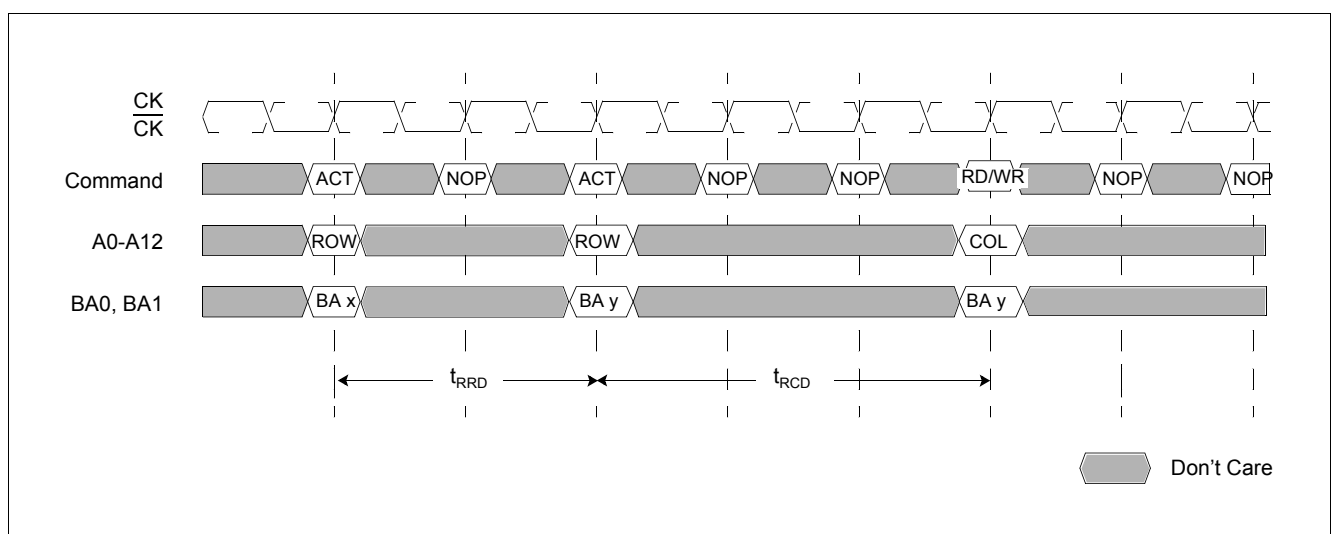 CK
CK
Command ACT NOP ACT NOP NOP RD/WR NOP NOP
A0-A12 ROW ROW COL
BA0, BA1 BA x BA y BA y
tRRD tRCD
Don't Care